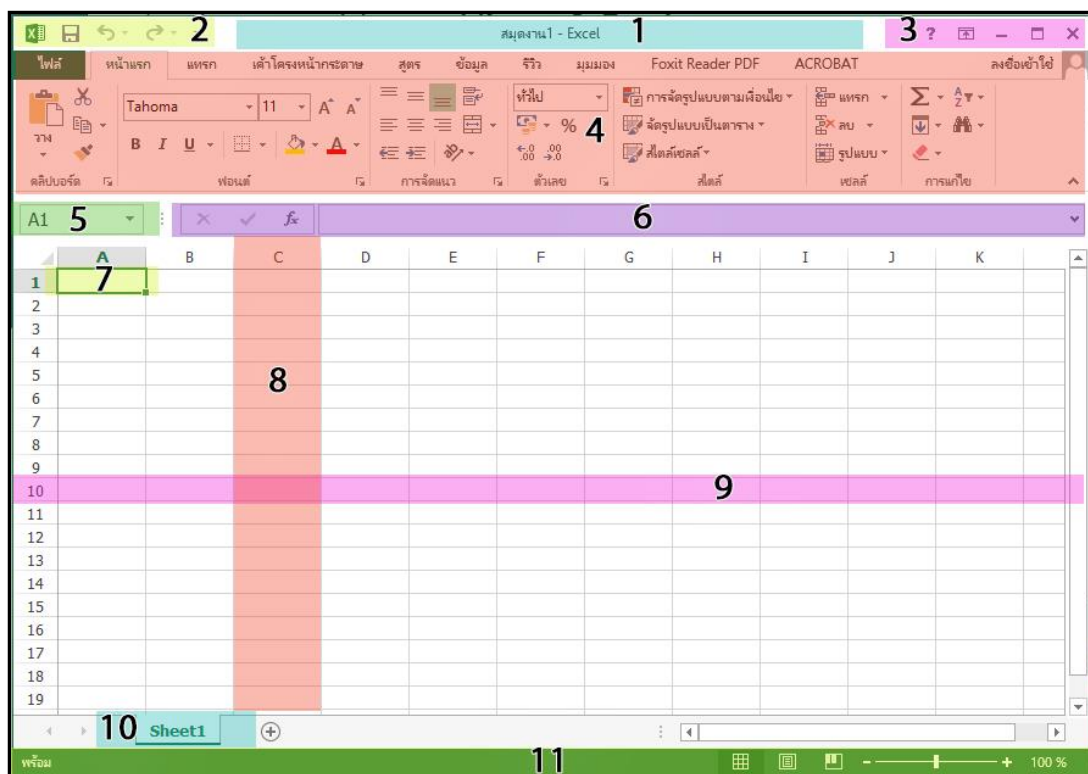 2 สมุดงาน1 - Excel 1 3 ?
ไฟล์ หน้าแรก แทรก เค้าโครงหน้ากระดาษ สูตร ข้อมูล รีวิว มุมมอง Foxit Reader PDF ACROBAT ลงชื่อเข้าใช้
วาง
Tahoma 11 A A
B I U A
ทั่วไป
% 4
การจัดรูปแบบตามเงื่อนไข
จัดรูปแบบเป็นตาราง
สไตล์เซลล์
แทรก
ลบ
รูปแบบ
คลิปบอร์ด ฟอนต์ การจัดแนว ตัวเลข สไตล์ เซลล์ การแก้ไข
A1 5 fx 6
A B C D E F G H I J K
1 7
2
3
4
5 8
6
7
8
9
10 9
11
12
13
14
15
16
17
18
19
10 Sheet1
พร้อม 11 100 %